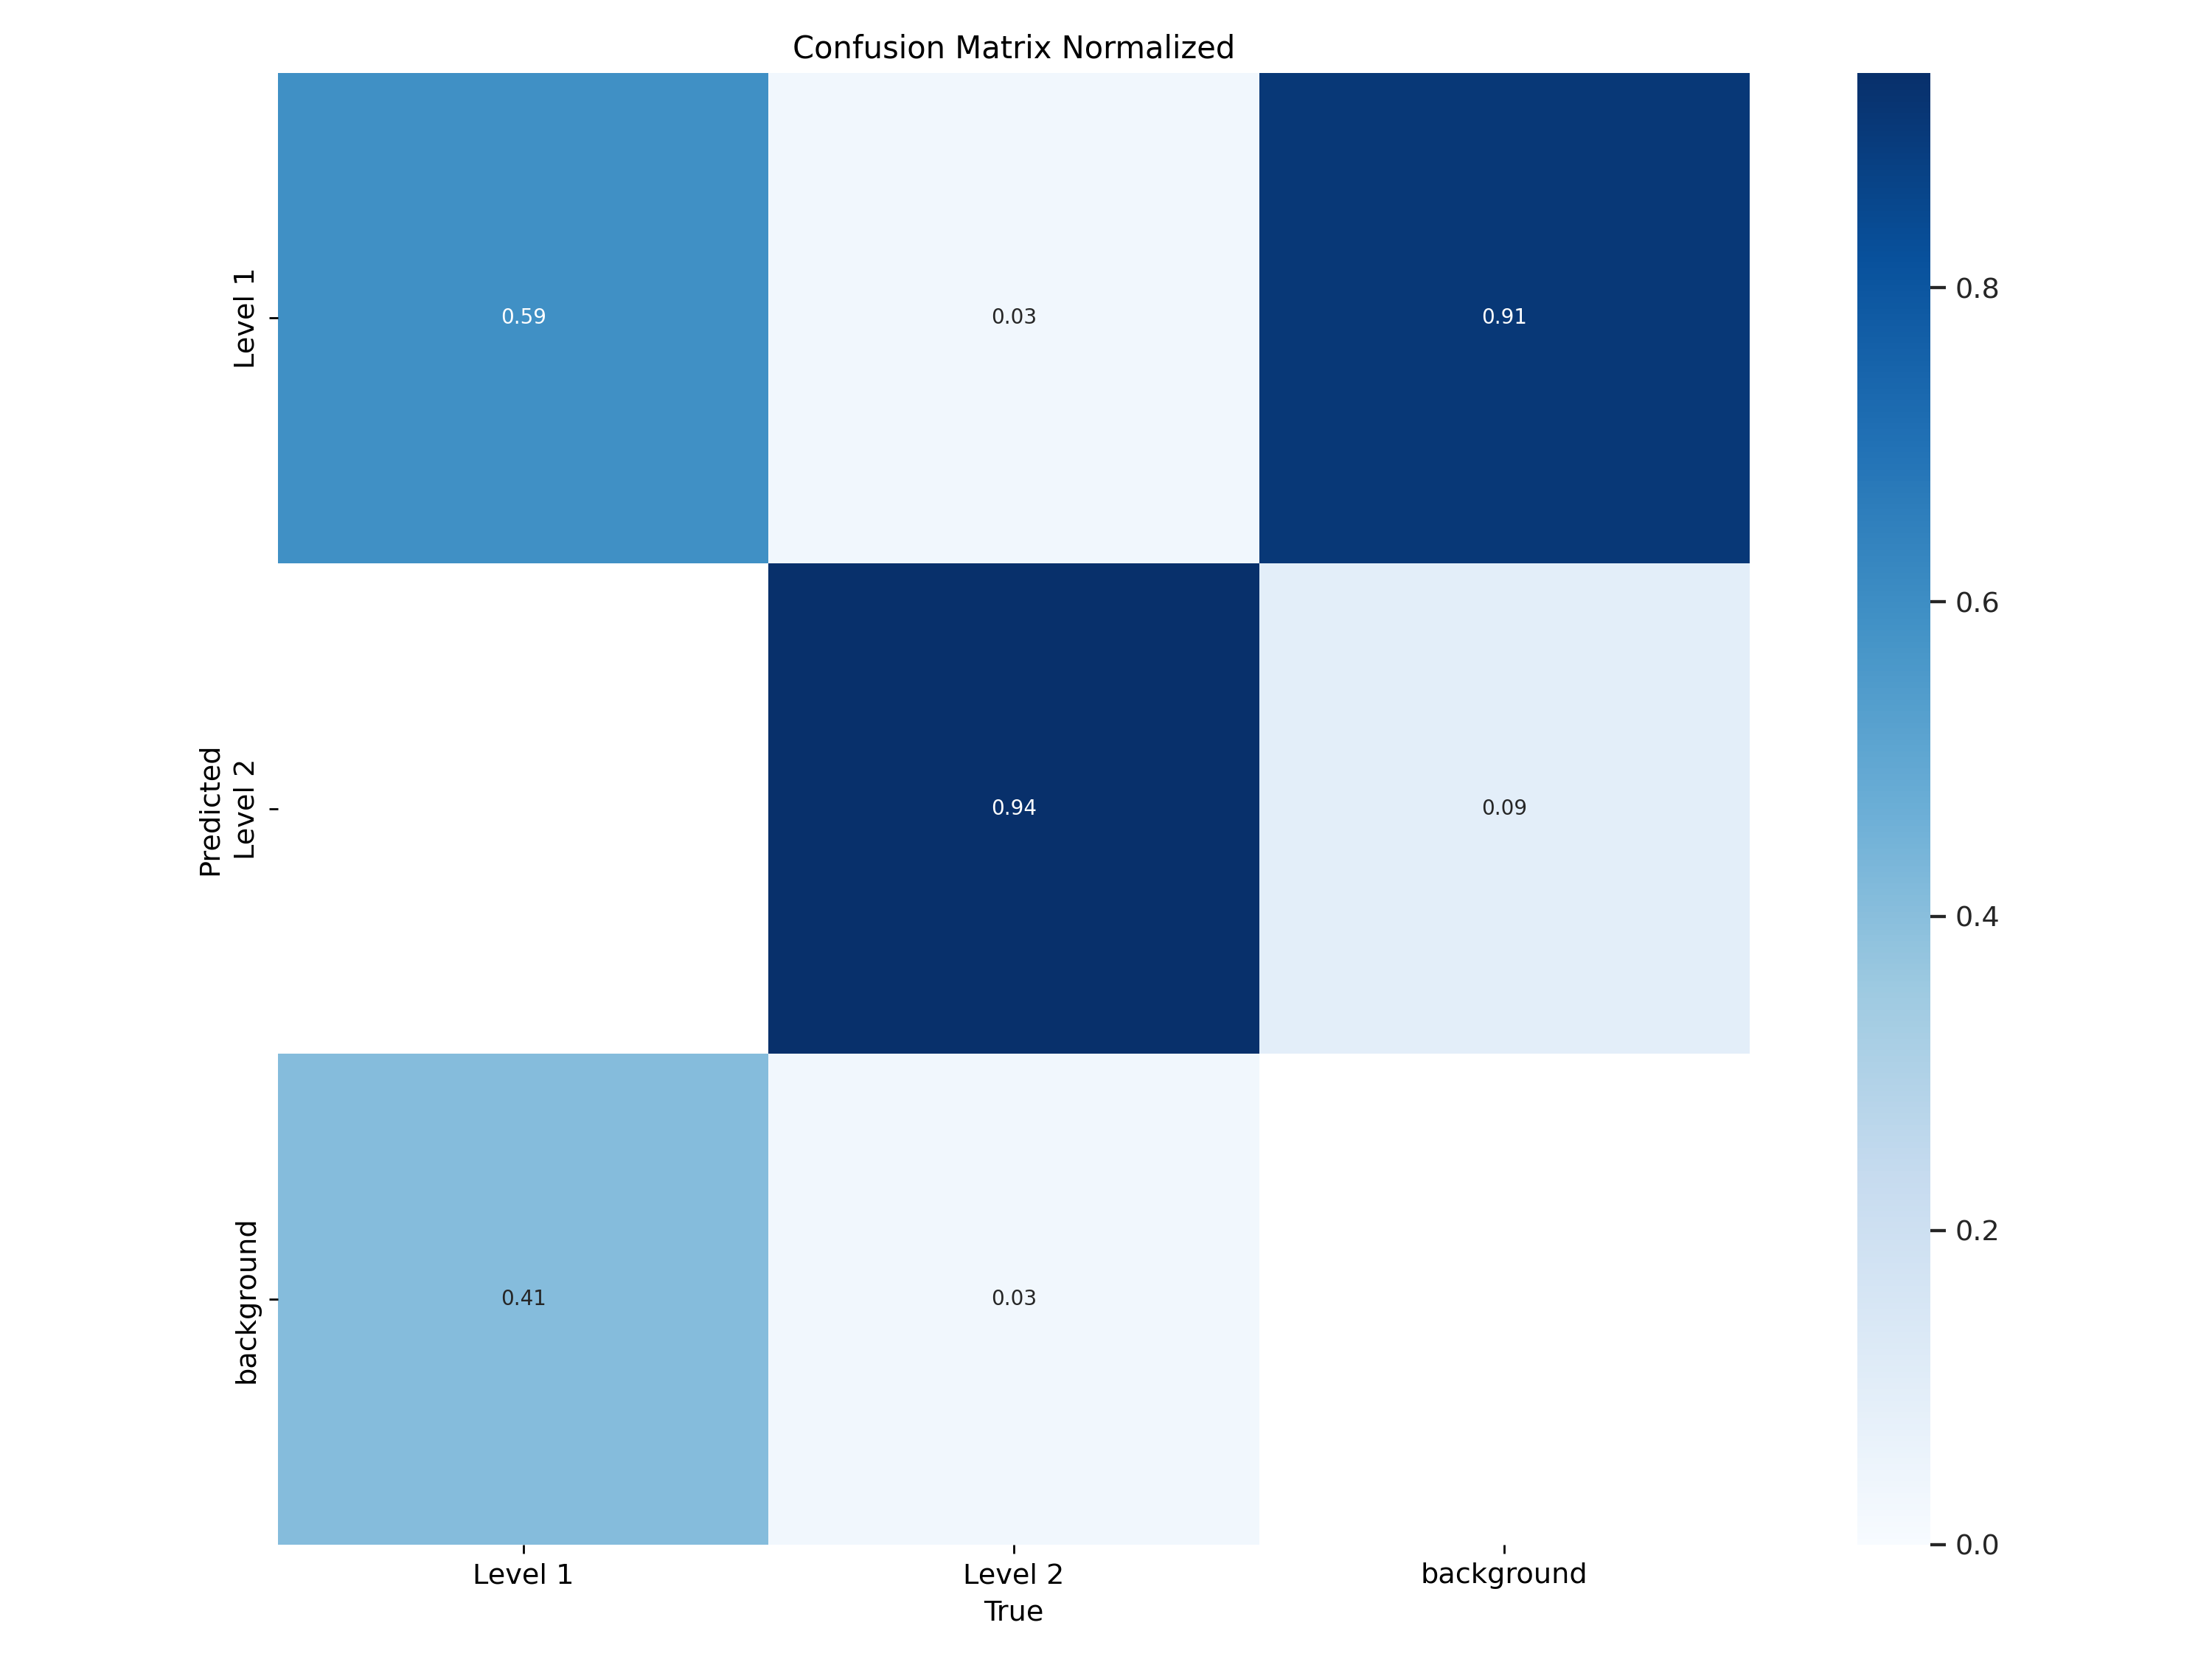 Confusion Matrix Normalized
Level 1
0.59
0.03
0.91
0.8
0.6
Predicted
Level 2
0.94
0.09
0.4
background
0.41
0.03
0.2
0.0
Level 1
Level 2
background
True